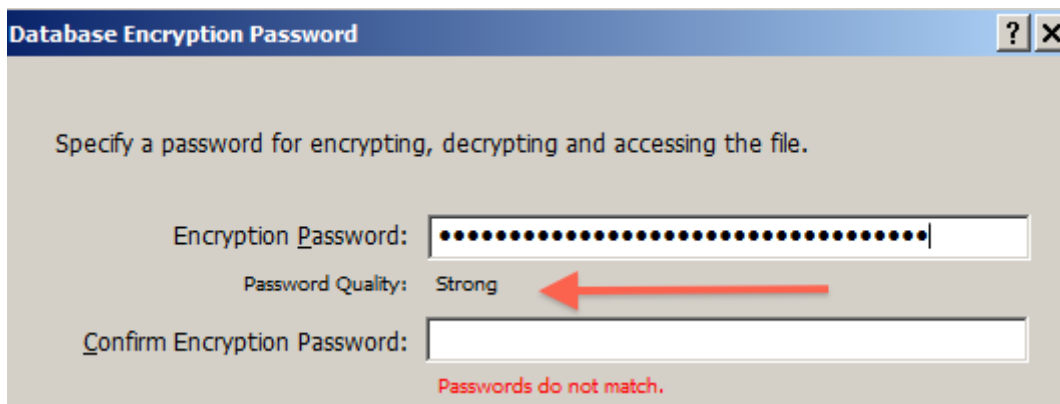 Database Encryption Password
Specify a password for encrypting, decrypting and accessing the file.
Encryption Password: ●●●●●●●●●●●●●●●●●●●●●●●●●●●●●●●●●●●
Password Quality: Strong
Confirm Encryption Password:
Passwords do not match.